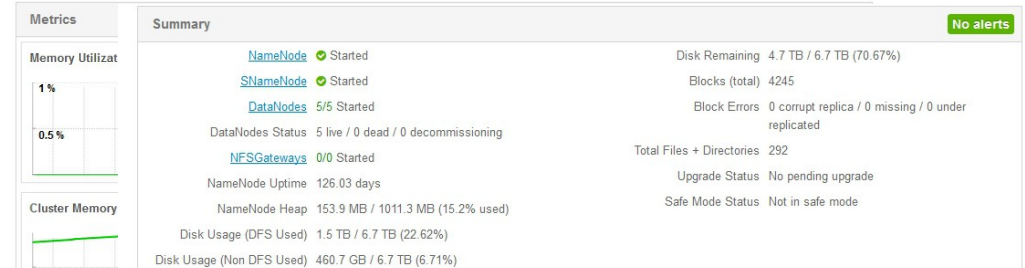 Metrics
Memory Utilizat
1 %
0.5 %
Cluster Memory
Summary
No alerts
NameNode Started
SNameNode Started
DataNodes 5/5 Started
DataNodes Status 5 live / 0 dead / 0 decommissioning
NFSGateways 0/0 Started
NameNode Uptime 126.03 days
NameNode Heap 153.9 MB / 1011.3 MB (15.2% used)
Disk Usage (DFS Used) 1.5 TB / 6.7 TB (22.62%)
Disk Usage (Non DFS Used) 460.7 GB / 6.7 TB (6.71%)
Disk Remaining 4.7 TB / 6.7 TB (70.67%)
Blocks (total) 4245
Block Errors 0 corrupt replica / 0 missing / 0 under
replicated
Total Files + Directories 292
Upgrade Status No pending upgrade
Safe Mode Status Not in safe mode